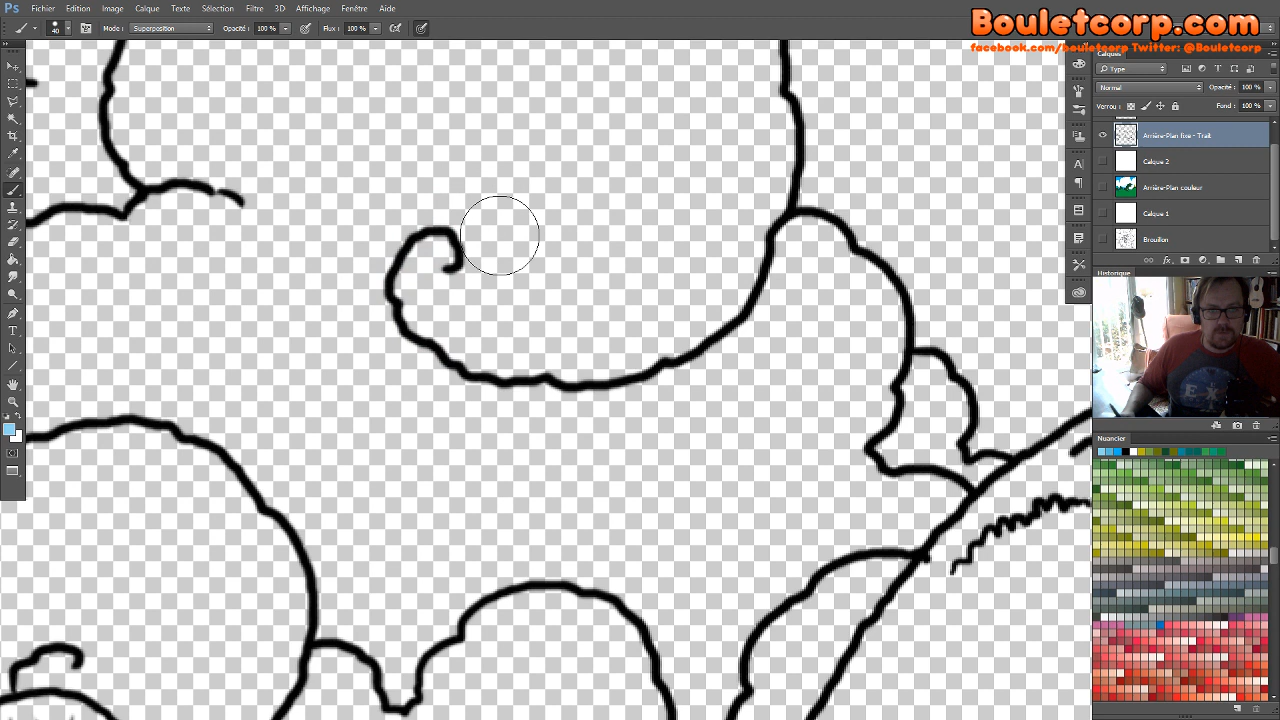 Ps Fichier Edition Image Calque Texte Sélection Filtre 3D Affichage Fenêtre Aide
40 Mode : Superposition Opacité : 100 % Flux : 100 %
Bouletcorp.com
facebook.com/bouletcorp Twitter: @Bouletcorp
Calques
Type
Normal Opacité : 100 %
Verrou : Fond : 100 %
Arrière-Plan fixe - Trait
Calque 2
Arrière-Plan couleur
Calque 1
Brouillon
Historique
Nuancier